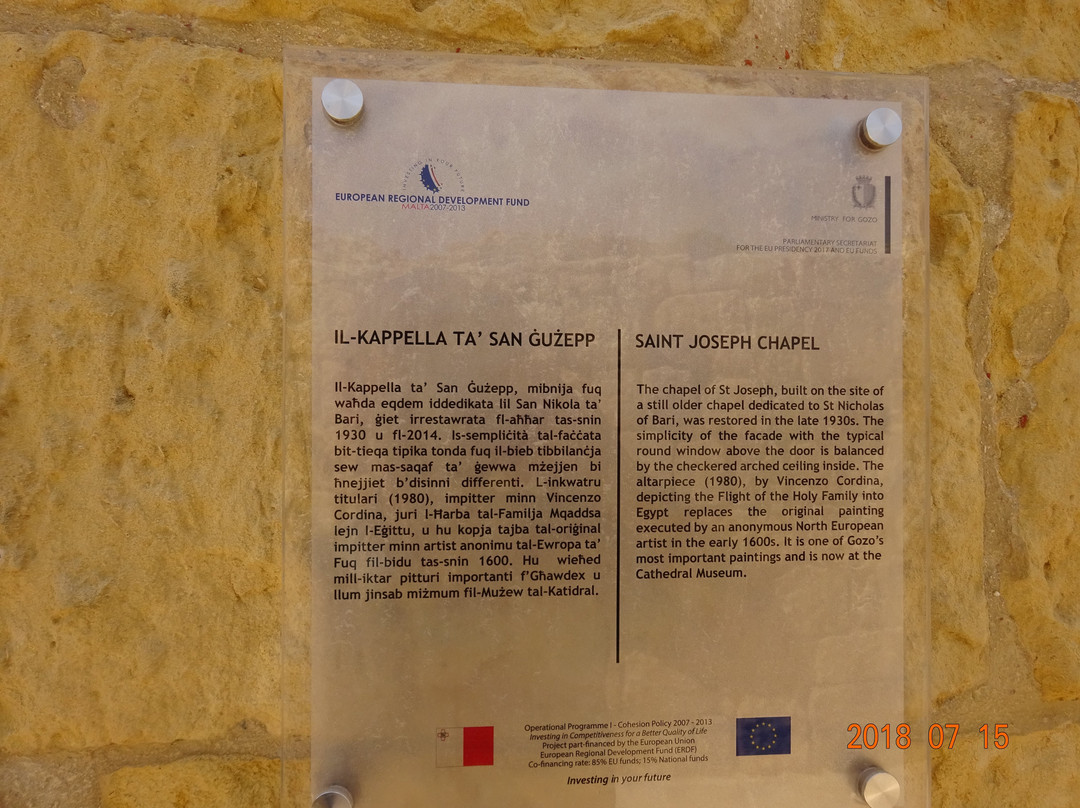 INVESTING IN YOUR FUTURE
EUROPEAN REGIONAL DEVELOPMENT FUND
MALTA 2007-2013
MINISTRY FOR GOZO
PARLIAMENTARY SECRETARIAT
FOR THE EU PRESIDENCY 2017 AND EU FUNDS
IL-KAPPELLA TA’ SAN ĠUŻEPP
Il-Kappella ta’ San Ġużepp, mibnija fuq
waħda eqdem iddedikata lil San Nikola ta’
Bari, ġiet irrestawrata fl-aħħar tas-snin
1930 u fl-2014. Is-sempliċità tal-faċċata
bit-tieqa tipika tonda fuq il-bieb tibbilanċja
sew mas-saqaf ta’ ġewwa mżejjen bi
ħnejjiet b’disinni differenti. L-inkwatru
titulari (1980), impitter minn Vincenzo
Cordina, juri l-Ħarba tal-Familja Mqaddsa
lejn l-Eġittu, u hu kopja tajba tal-oriġinal
impitter minn artist anonimu tal-Ewropa ta’
Fuq fil-bidu tas-snin 1600. Hu wieħed
mill-iktar pitturi importanti f’Għawdex u
llum jinsab miżmum fil-Mużew tal-Katidral.
SAINT JOSEPH CHAPEL
The chapel of St Joseph, built on the site of
a still older chapel dedicated to St Nicholas
of Bari, was restored in the late 1930s. The
simplicity of the facade with the typical
round window above the door is balanced
by the checkered arched ceiling inside. The
altarpiece (1980), by Vincenzo Cordina,
depicting the Flight of the Holy Family into
Egypt replaces the original painting
executed by an anonymous North European
artist in the early 1600s. It is one of Gozo’s
most important paintings and is now at the
Cathedral Museum.
Operational Programme I - Cohesion Policy 2007 - 2013
Investing in Competitiveness for a Better Quality of Life
Project part-financed by the European Union
European Regional Development Fund (ERDF)
Co-financing rate: 85% EU funds; 15% National funds
Investing in your future
2018 07 15